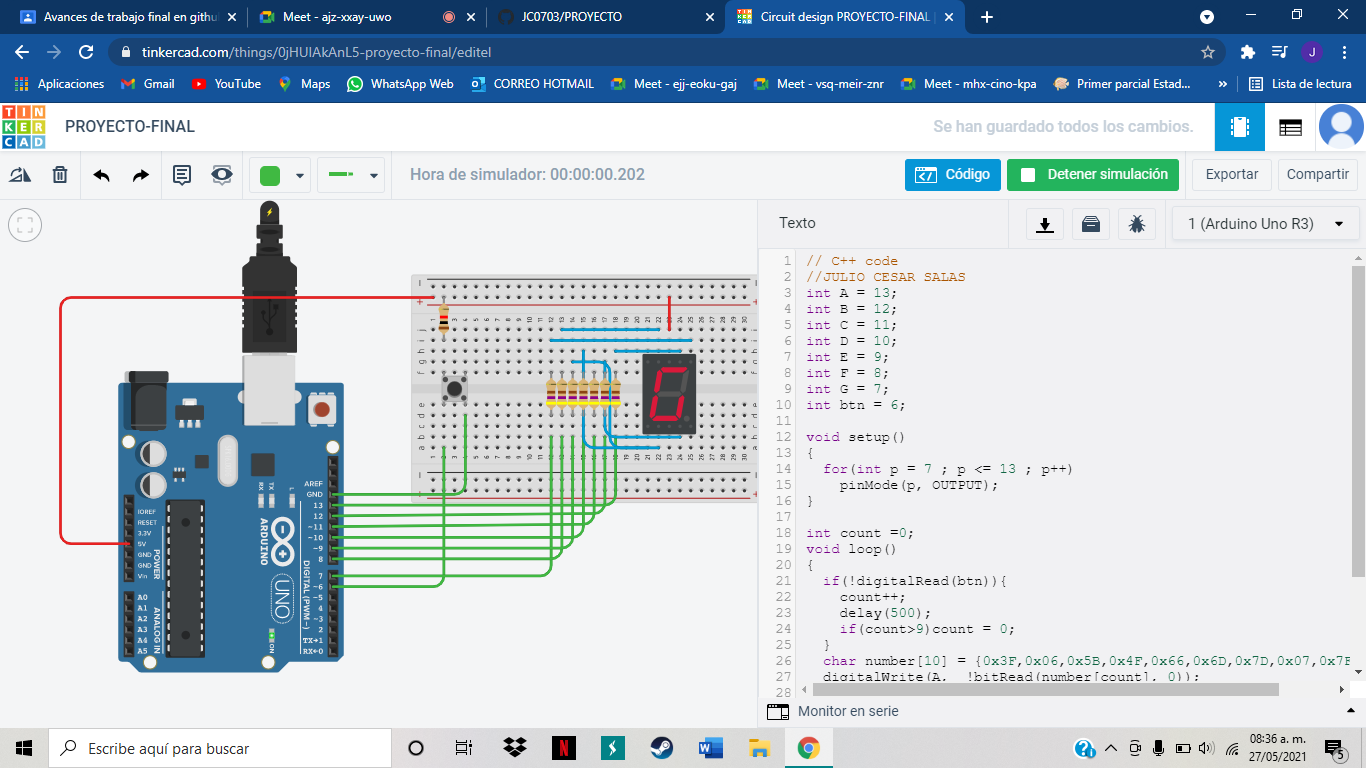 Avances de trabajo final en githu
Meet - ajz-xxay-uwo
JC0703/PROYECTO
Circuit design PROYECTO-FINAL |
tinkercad.com/things/0jHUlAkAnL5-proyecto-final/editel
J
Aplicaciones
Gmail
YouTube
Maps
WhatsApp Web
CORREO HOTMAIL
Meet - ejj-eoku-gaj
Meet - vsq-meir-znr
Meet - mhx-cino-kpa
Primer parcial Estad...
»
Lista de lectura
TIN
KER
CAD
PROYECTO-FINAL
Se han guardado todos los cambios.
Hora de simulador: 00:00:00.202
Código
Detener simulación
Exportar
Compartir
Texto
1 (Arduino Uno R3)
1 // C++ code
2 //JULIO CESAR SALAS
3 int A = 13;
4 int B = 12;
5 int C = 11;
6 int D = 10;
7 int E = 9;
8 int F = 8;
9 int G = 7;
10 int btn = 6;
11
12 void setup()
13 {
14 for(int p = 7 ; p <= 13 ; p++)
15 pinMode(p, OUTPUT);
16 }
17
18 int count =0;
19 void loop()
20 {
21 if(!digitalRead(btn)){
22 count++;
23 delay(500);
24 if(count>9)count = 0;
25 }
26 char number[10] = {0x3F,0x06,0x5B,0x4F,0x66,0x6D,0x7D,0x07,0x7F
27 digitalWrite(A, !bitRead(number[count], 0));
28
Monitor en serie
AREF
GND
13
12
~11
~10
~9
8
7
~6
~5
4
~3
2
TX→1
RX←0
DIGITAL (PWM~)
IOREF
RESET
3.3V
5V
GND
GND
Vin
POWER
A0
A1
A2
A3
A4
A5
ANALOG IN
TX
RX
L
ARDUINO
UNO
ON
Escribe aquí para buscar
08:36 a. m.
27/05/2021
5